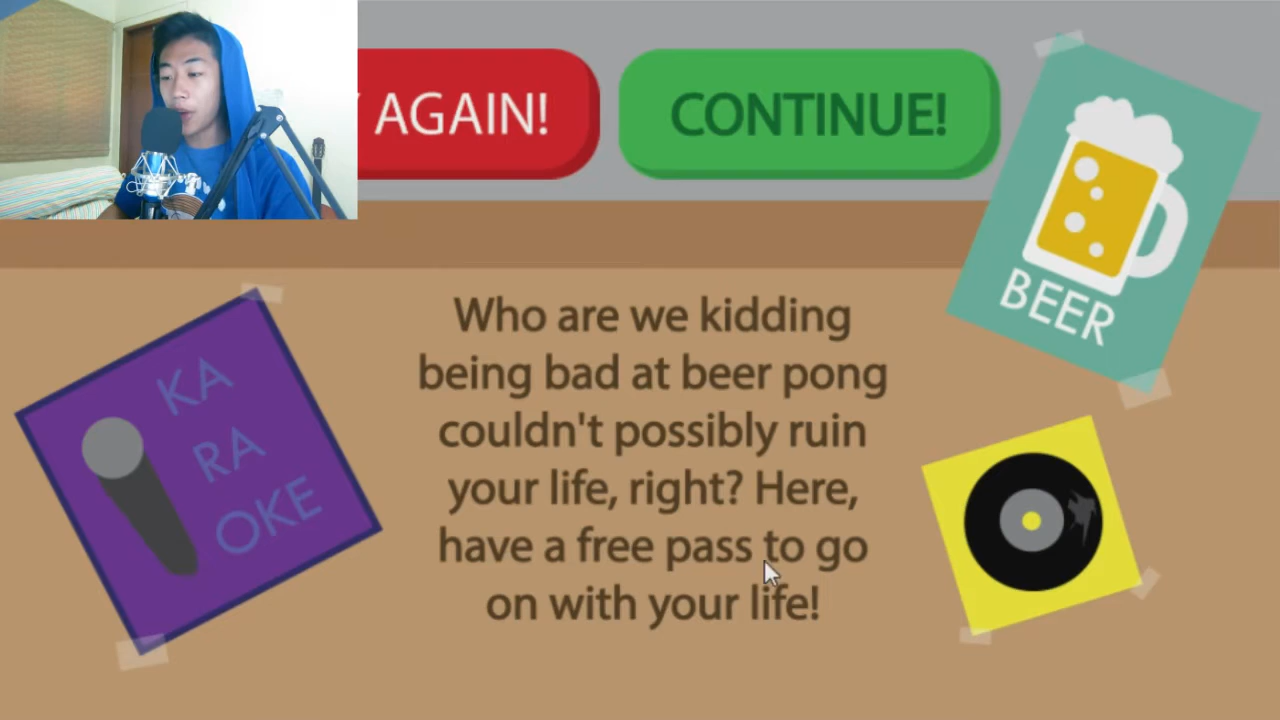 AGAIN!
CONTINUE!
BEER
KA
RA
OKE
Who are we kidding
being bad at beer pong
couldn't possibly ruin
your life, right? Here,
have a free pass to go
on with your life!